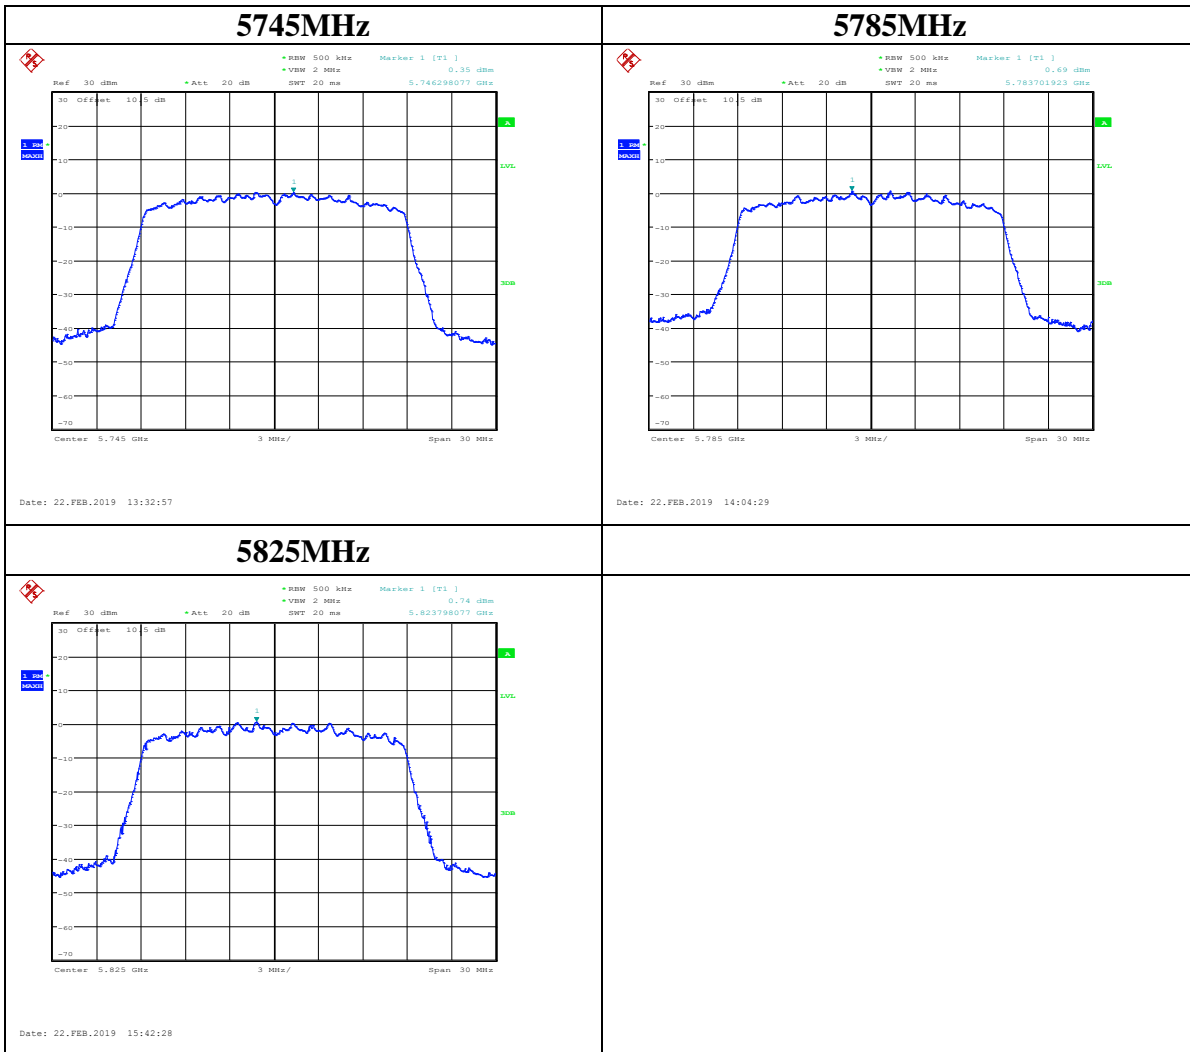 5745MHz
R S
*RBW 500 kHz Marker 1 [T1 ]
*VBW 2 MHz 0.35 dBm
Ref 30 dBm *Att 20 dB SWT 20 ms 5.746298077 GHz
30 Offset 10.5 dB
A
20
1 RM *
MAXH
10
LVL
1
0
-10
-20
3DB
-30
-40
-50
-60
-70
Center 5.745 GHz 3 MHz/ Span 30 MHz
Date: 22.FEB.2019 13:32:57
5785MHz
R S
*RBW 500 kHz Marker 1 [T1 ]
*VBW 2 MHz 0.69 dBm
Ref 30 dBm *Att 20 dB SWT 20 ms 5.783701923 GHz
30 Offset 10.5 dB
A
20
1 RM *
MAXH
10
LVL
1
0
-10
-20
3DB
-30
-40
-50
-60
-70
Center 5.785 GHz 3 MHz/ Span 30 MHz
Date: 22.FEB.2019 14:04:29
5825MHz
R S
*RBW 500 kHz Marker 1 [T1 ]
*VBW 2 MHz 0.74 dBm
Ref 30 dBm *Att 20 dB SWT 20 ms 5.823798077 GHz
30 Offset 10.5 dB
A
20
1 RM *
MAXH
10
LVL
1
0
-10
-20
3DB
-30
-40
-50
-60
-70
Center 5.825 GHz 3 MHz/ Span 30 MHz
Date: 22.FEB.2019 15:42:28